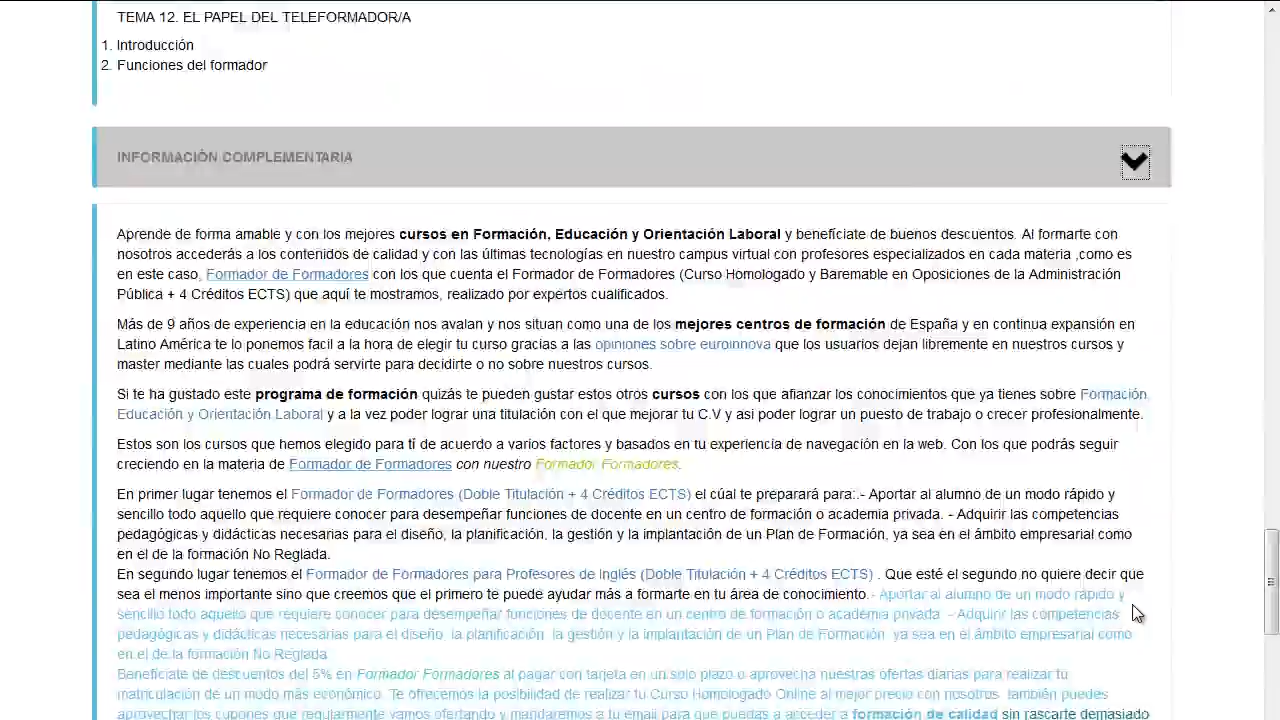 TEMA 12. EL PAPEL DEL TELEFORMADOR/A
1. Introducción
2. Funciones del formador
INFORMACIÓN COMPLEMENTARIA
Aprende de forma amable y con los mejores cursos en Formación, Educación y Orientación Laboral y benefíciate de buenos descuentos. Al formarte con
nosotros accederás a los contenidos de calidad y con las últimas tecnologías en nuestro campus virtual con profesores especializados en cada materia ,como es
en este caso, Formador de Formadores con los que cuenta el Formador de Formadores (Curso Homologado y Baremable en Oposiciones de la Administración
Pública + 4 Créditos ECTS) que aquí te mostramos, realizado por expertos cualificados.
Más de 9 años de experiencia en la educación nos avalan y nos situan como una de los mejores centros de formación de España y en continua expansión en
Latino América te lo ponemos facil a la hora de elegir tu curso gracias a las opiniones sobre euroinnova que los usuarios dejan libremente en nuestros cursos y
master mediante las cuales podrá servirte para decidirte o no sobre nuestros cursos.
Si te ha gustado este programa de formación quizás te pueden gustar estos otros cursos con los que afianzar los conocimientos que ya tienes sobre Formación,
Educación y Orientación Laboral y a la vez poder lograr una titulación con el que mejorar tu C.V y asi poder lograr un puesto de trabajo o crecer profesionalmente.
Estos son los cursos que hemos elegido para tí de acuerdo a varios factores y basados en tu experiencia de navegación en la web. Con los que podrás seguir
creciendo en la materia de Formador de Formadores con nuestro Formador Formadores.
En primer lugar tenemos el Formador de Formadores (Doble Titulación + 4 Créditos ECTS) el cúal te preparará para:.- Aportar al alumno de un modo rápido y
sencillo todo aquello que requiere conocer para desempeñar funciones de docente en un centro de formación o academia privada. - Adquirir las competencias
pedagógicas y didácticas necesarias para el diseño, la planificación, la gestión y la implantación de un Plan de Formación, ya sea en el ámbito empresarial como
en el de la formación No Reglada.
En segundo lugar tenemos el Formador de Formadores para Profesores de Inglés (Doble Titulación + 4 Créditos ECTS) . Que esté el segundo no quiere decir que
sea el menos importante sino que creemos que el primero te puede ayudar más a formarte en tu área de conocimiento.- Aportar al alumno de un modo rápido y
sencillo todo aquello que requiere conocer para desempeñar funciones de docente en un centro de formación o academia privada. - Adquirir las competencias
pedagógicas y didácticas necesarias para el diseño, la planificación, la gestión y la implantación de un Plan de Formación, ya sea en el ámbito empresarial como
en el de la formación No Reglada.
Benefíciate de descuentos del 5% en Formador Formadores al pagar con tarjeta en un solo plazo o aprovecha nuestras ofertas diarias para realizar tu
matriculación de un modo más económico. Te ofrecemos la posibilidad de realizar tu Curso Homologado Online al mejor precio con nosotros, también puedes
aprovechar los cupones que regularmente vamos ofertando y mandaremos a tu email para que puedas a acceder a formación de calidad sin rascarte demasiado